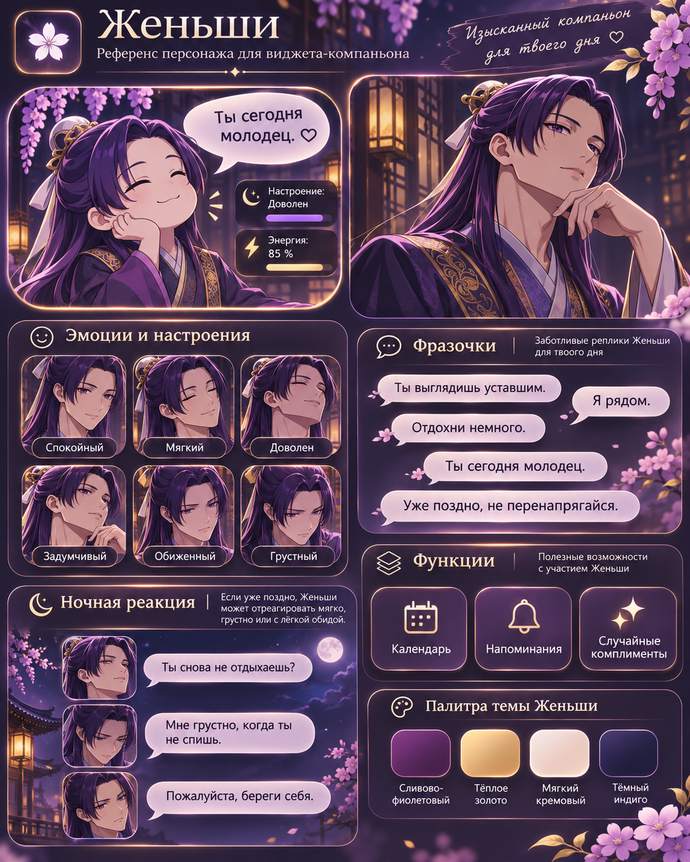 Женьши
Референс персонажа для виджета-компаньона
Изысканный компаньон
для твоего дня ♡
Ты сегодня
молодец. ♡
Настроение:
Доволен
Энергия:
85 %
Эмоции и настроения
Спокойный
Мягкий
Доволен
Задумчивый
Обиженный
Грустный
Фразочки
Заботливые реплики Женьши
для твоого дня
Ты выглядишь уставшим.
Я рядом.
Отдохни немного.
Ты сегодня молодец.
Уже поздно, не перенапрягайся.
Функции
Полезные возможности
с участием Женьши
Календарь
Напоминания
Случайные
комплименты
Ночная реакция
Если уже поздно, Женьши
может отреагировать мягко,
грустно или с лёгкой обидой.
Ты снова не отдыхаешь?
Мне грустно, когда ты
не спишь.
Пожалуйста, береги себя.
Палитра темы Женьши
Сливово-
фиолетовый
Тёплое
золото
Мягкий
кремовый
Тёмный
индиго